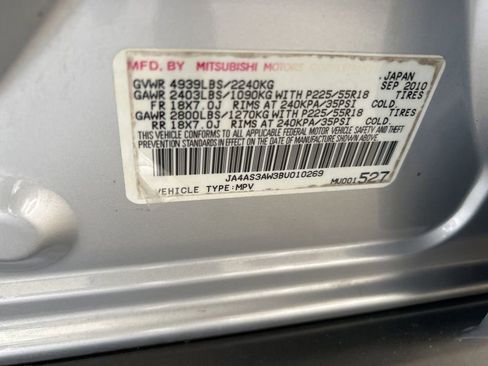 MFD. BY MITSUBISHI MOTORS CORPORATION, JAPAN
GVWR 4939LBS/2240KG SEP 2010
GAWR 2403LBS/1090KG WITH P225/55R18 TIRES
FR 18X7.0J RIMS AT 240KPA/35PSI COLD.
GAWR 2800LBS/1270KG WITH P225/55R18 TIRES
RR 18X7.0J RIMS AT 240KPA/35PSI COLD.
THIS VEHICLE CONFORMS TO ALL APPLICABLE FEDERAL MOTOR VEHICLE SAFETY AND THEFT
PREVENTION STANDARDS IN EFFECT ON THE DATE OF MANUFACTURE SHOWN ABOVE.
JA4AS3AW3BU010269
VEHICLE TYPE:MPV MU001527